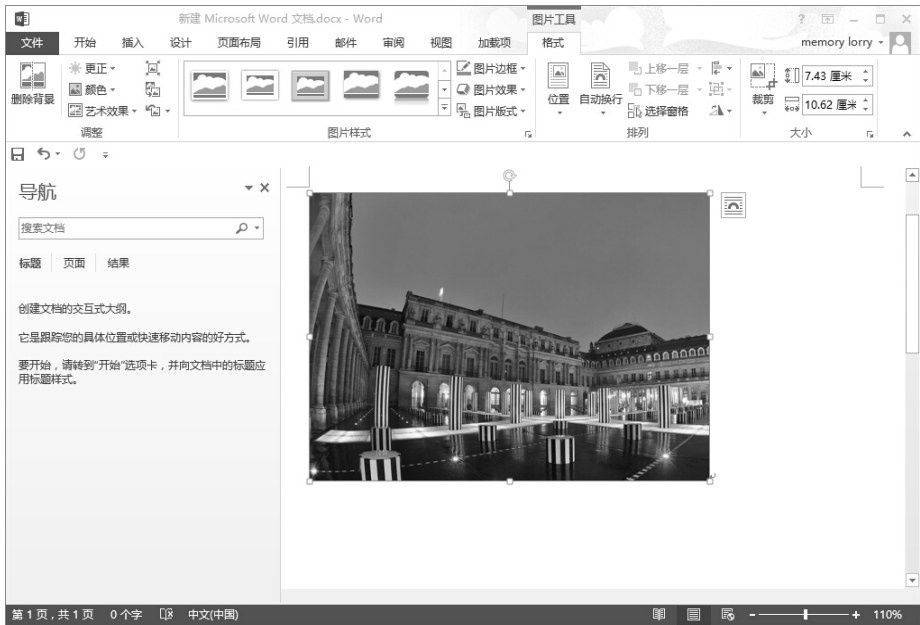 新建 Microsoft Word 文档.docx - Word
图片工具
?
文件 开始 插入 设计 页面布局 引用 邮件 审阅 视图 加载项 格式
memory lorry
删除背景
更正
颜色
艺术效果
调整
图片样式
图片边框
图片效果
图片版式
位置
自动换行
上移一层
下移一层
选择窗格
排列
裁剪
7.43 厘米
10.62 厘米
大小
导航
搜索文档
标题 页面 结果
创建文档的交互式大纲。
它是跟踪您的具体位置或快速移动内容的好方式。
要开始，请转到“开始”选项卡，并向文档中的标题应
用标题样式。
第 1 页，共 1 页 0 个字 中文(中国)
110%